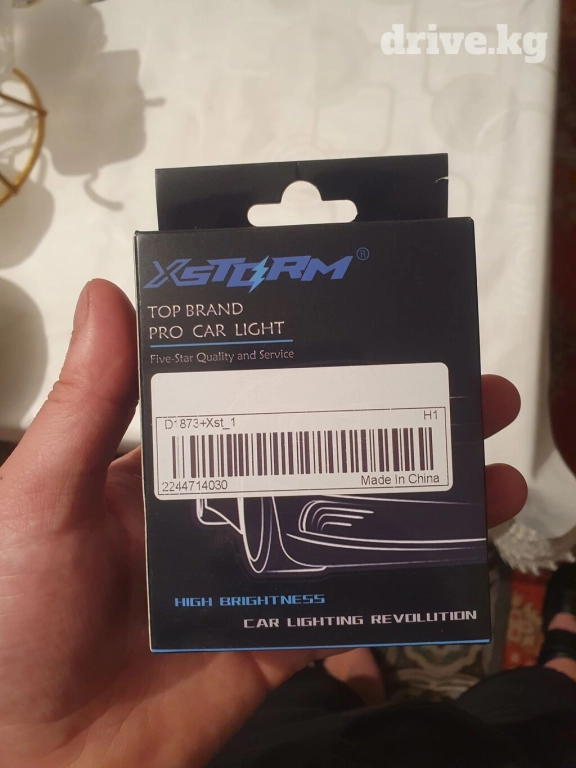 drive.kg
XSTORM®
TOP BRAND
PRO CAR LIGHT
Five-Star Quality and Service
D1873+Xst_1 H1
2244714030 Made In China
HIGH BRIGHTNESS
CAR LIGHTING REVOLUTION